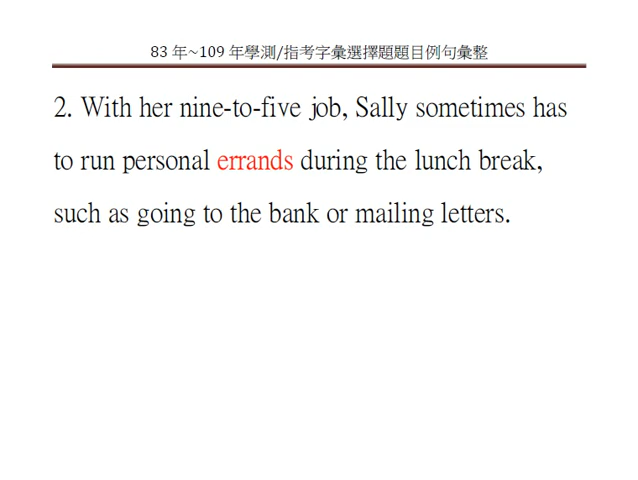 83 年~109 年學測/指考字彙選擇題題目例句彙整
2. With her nine-to-five job, Sally sometimes has
to run personal errands during the lunch break,
such as going to the bank or mailing letters.